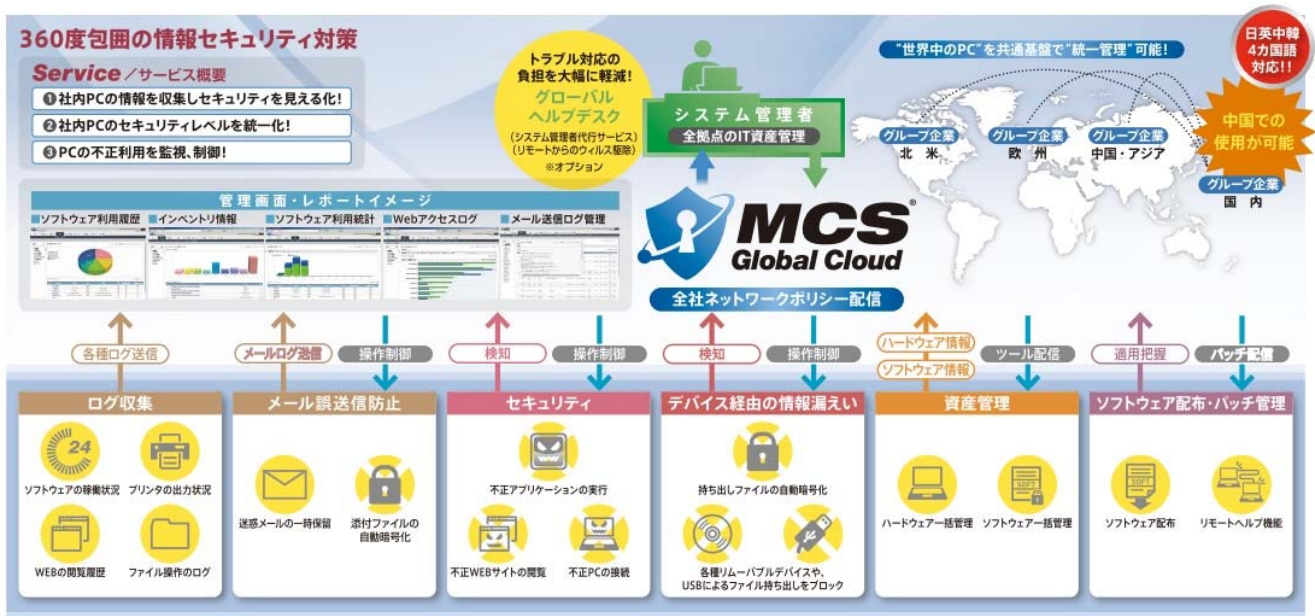 360度包囲の情報セキュリティ対策
Service／サービス概要
❶社内PCの情報を収集しセキュリティを見える化!
❷社内PCのセキュリティレベルを統一化!
❸PCの不正利用を監視、制御!
トラブル対応の
負担を大幅に軽減!
グローバル
ヘルプデスク
(システム管理者代行サービス)
(リモートからのウィルス駆除)
※オプション
システム管理者
全拠点のIT資産管理
“世界中のPC”を共通基盤で“統一管理”可能!
日英中韓
4カ国語
対応!!
中国での
使用が可能
グループ企業
北米
グループ企業
欧州
グループ企業
中国・アジア
グループ企業
国内
管理画面・レポートイメージ
■ソフトウェア利用履歴
■インベントリ情報
■ソフトウェア利用統計
■Webアクセスログ
■メール送信ログ管理
MCS®
Global Cloud
全社ネットワークポリシー配信
各種ログ送信
メールログ送信
操作制御
検知
操作制御
検知
操作制御
ハードウェア情報
ソフトウェア情報
ツール配信
適用把握
パッチ配信
ログ収集
24
ソフトウェアの稼働状況
プリンタの出力状況
WEBの閲覧履歴
ファイル操作のログ
メール誤送信防止
迷惑メールの一時保留
添付ファイルの
自動暗号化
セキュリティ
不正アプリケーションの実行
不正WEBサイトの閲覧
不正PCの接続
デバイス経由の情報漏えい
持ち出しファイルの自動暗号化
各種リムーバブルデバイスや、
USBによるファイル持ち出しをブロック
資産管理
ハードウェア一括管理
SOFT
ソフトウェア一括管理
ソフトウェア配布・パッチ管理
SOFT
ソフトウェア配布
リモートヘルプ機能